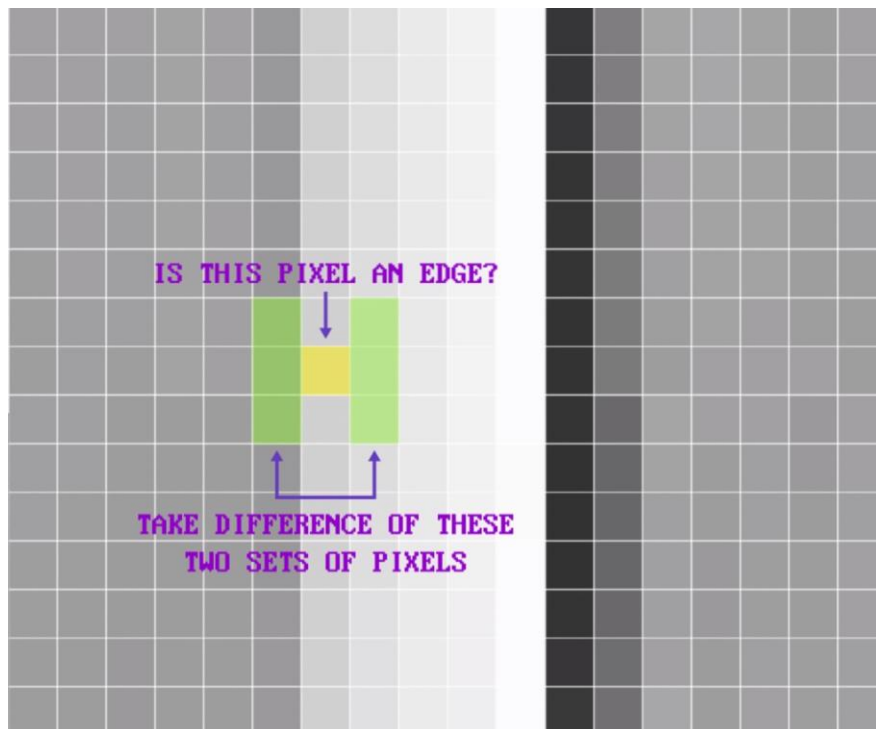 IS THIS PIXEL AN EDGE?
TAKE DIFFERENCE OF THESE
TWO SETS OF PIXELS